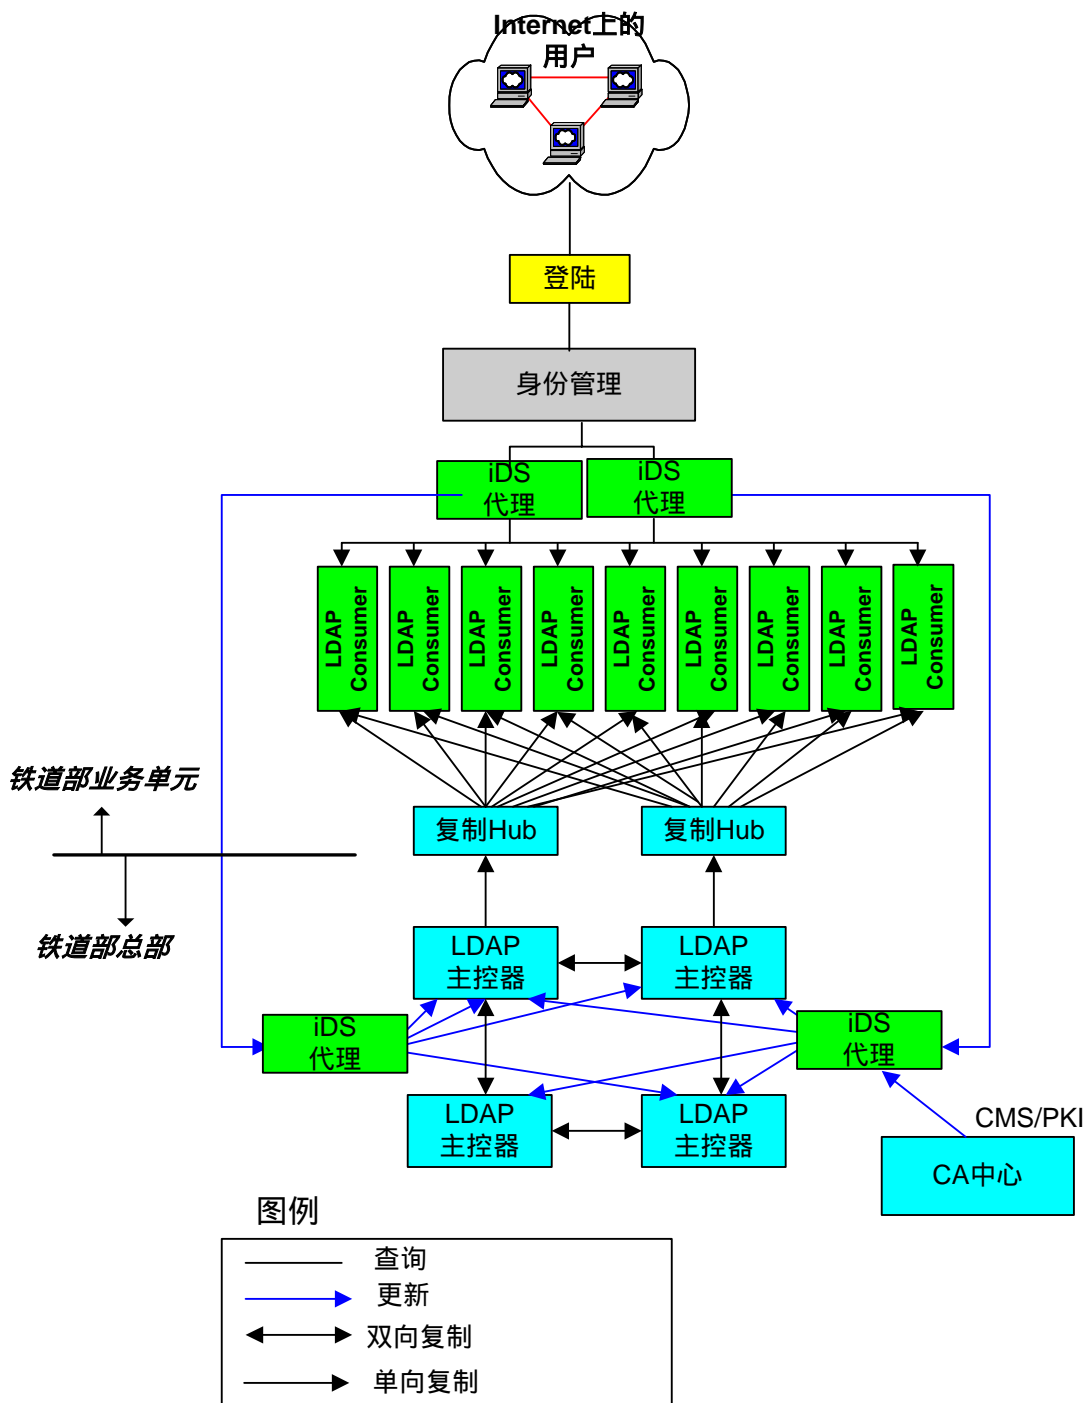 Internet上的
用户
登陆
身份管理
iDS
代理
iDS
代理
LDAP
Consumer
LDAP
Consumer
LDAP
Consumer
LDAP
Consumer
LDAP
Consumer
LDAP
Consumer
LDAP
Consumer
LDAP
Consumer
LDAP
Consumer
铁道部业务单元
复制Hub
复制Hub
铁道部总部
LDAP
主控器
LDAP
主控器
iDS
代理
iDS
代理
LDAP
主控器
LDAP
主控器
CMS/PKI
CA中心
图例
查询
更新
双向复制
单向复制